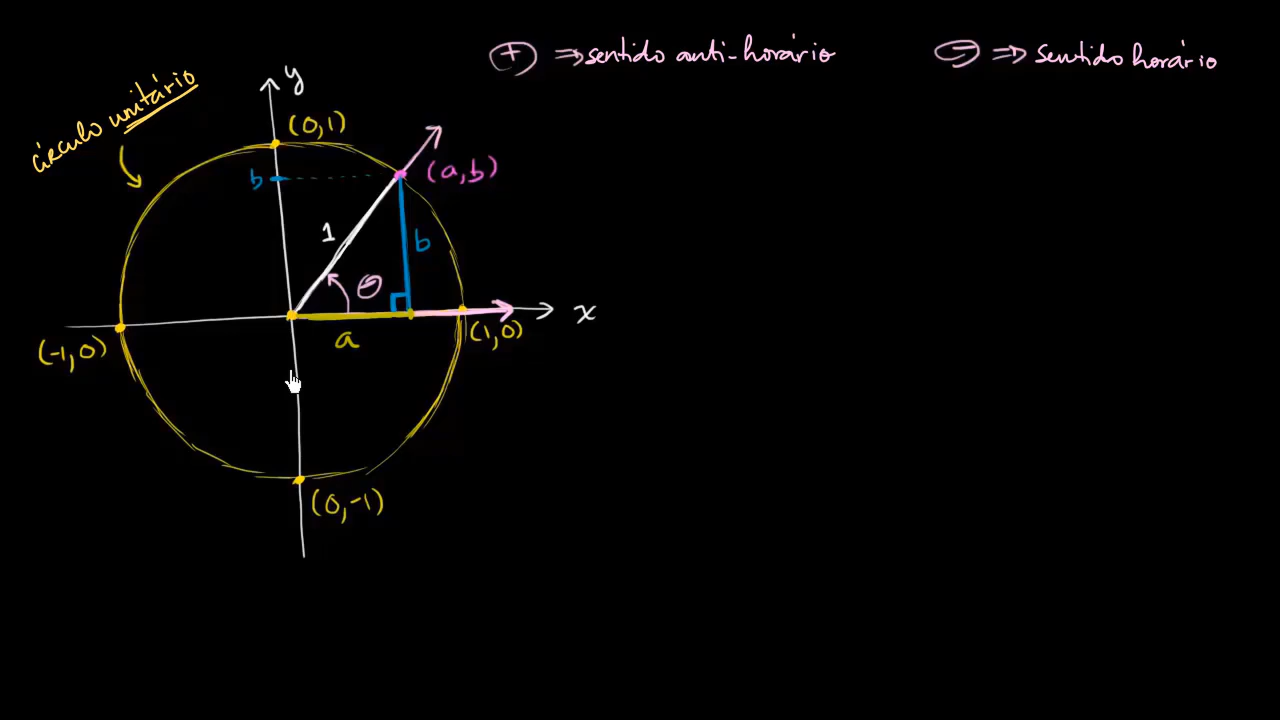 ⊕ ⇒ sentido anti-horário
⊖ ⇒ sentido horário
círculo unitário
y
(0,1)
(a,b)
b
1
b
θ
x
(1,0)
a
(-1,0)
(0,-1)